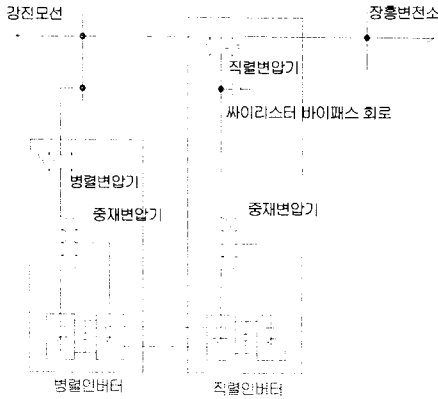 강진모선
장흥변전소
직렬변압기
싸이리스터 바이패스 회로
병렬변압기
중재변압기
중재변압기
병렬인버터
직렬인버터